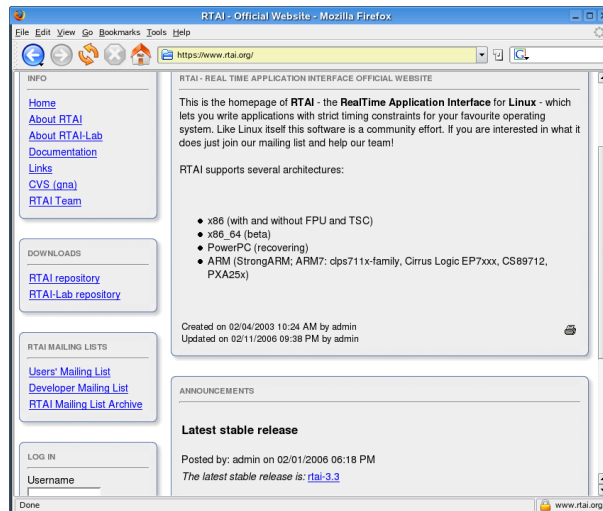 RTAI - Official Website - Mozilla Firefox
File Edit View Go Bookmarks Tools Help
https://www.rtai.org/
G
INFO
Home
About RTAI
About RTAI-Lab
Documentation
Links
CVS (gna)
RTAI Team
DOWNLOADS
RTAI repository
RTAI-Lab repository
RTAI MAILING LISTS
Users' Mailing List
Developer Mailing List
RTAI Mailing List Archive
LOG IN
Username
RTAI - REAL TIME APPLICATION INTERFACE OFFICIAL WEBSITE
This is the homepage of RTAI - the RealTime Application Interface for Linux - which
lets you write applications with strict timing constraints for your favourite operating
system. Like Linux itself this software is a community effort. If you are interested in what it
does just join our mailing list and help our team!
RTAI supports several architectures:
x86 (with and without FPU and TSC)
x86_64 (beta)
PowerPC (recovering)
ARM (StrongARM; ARM7: clps711x-family, Cirrus Logic EP7xxx, CS89712,
PXA25x)
Created on 02/04/2003 10:24 AM by admin
Updated on 02/11/2006 09:38 PM by admin
ANNOUNCEMENTS
Latest stable release
Posted by: admin on 02/01/2006 06:18 PM
The latest stable release is: rtai-3.3
Done
www.rtai.org